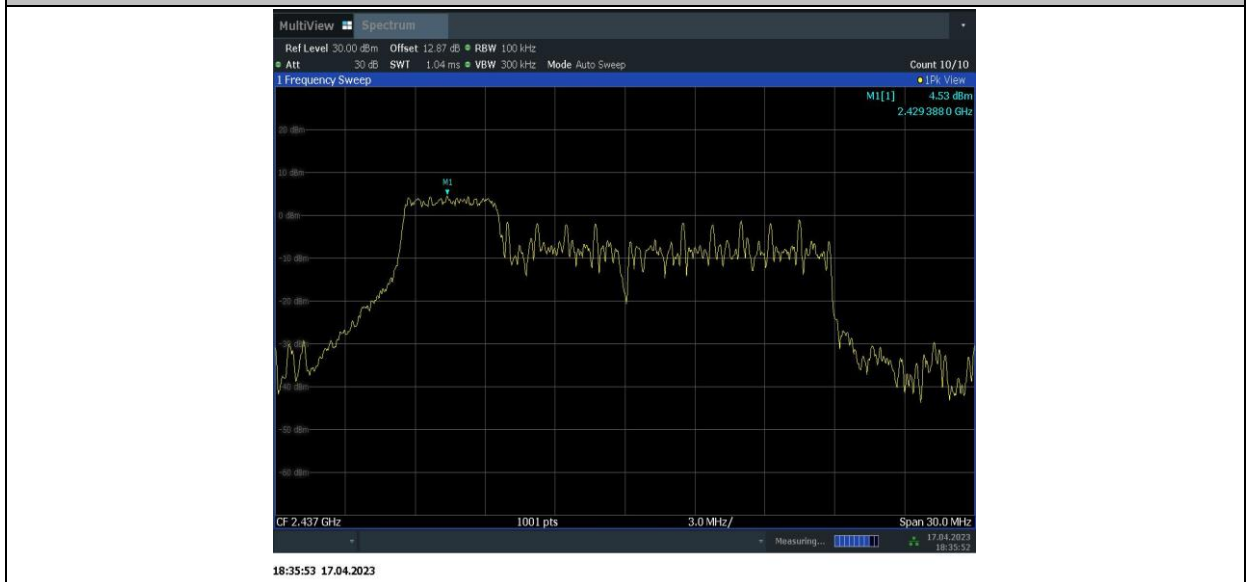 MultiView Spectrum
Ref Level 30.00 dBm Offset 12.87 dB RBW 100 kHz
Att 30 dB SWT 1.04 ms VBW 300 kHz Mode Auto Sweep Count 10/10
1 Frequency Sweep 1Pk View
M1[1] 4.53 dBm
2.429 388 0 GHz
20 dBm
10 dBm
M1
0 dBm
-10 dBm
-20 dBm
-30 dBm
-40 dBm
-50 dBm
-60 dBm
CF 2.437 GHz 1001 pts 3.0 MHz/ Span 30.0 MHz
Measuring... 17.04.2023
18:35:52
18:35:53 17.04.2023